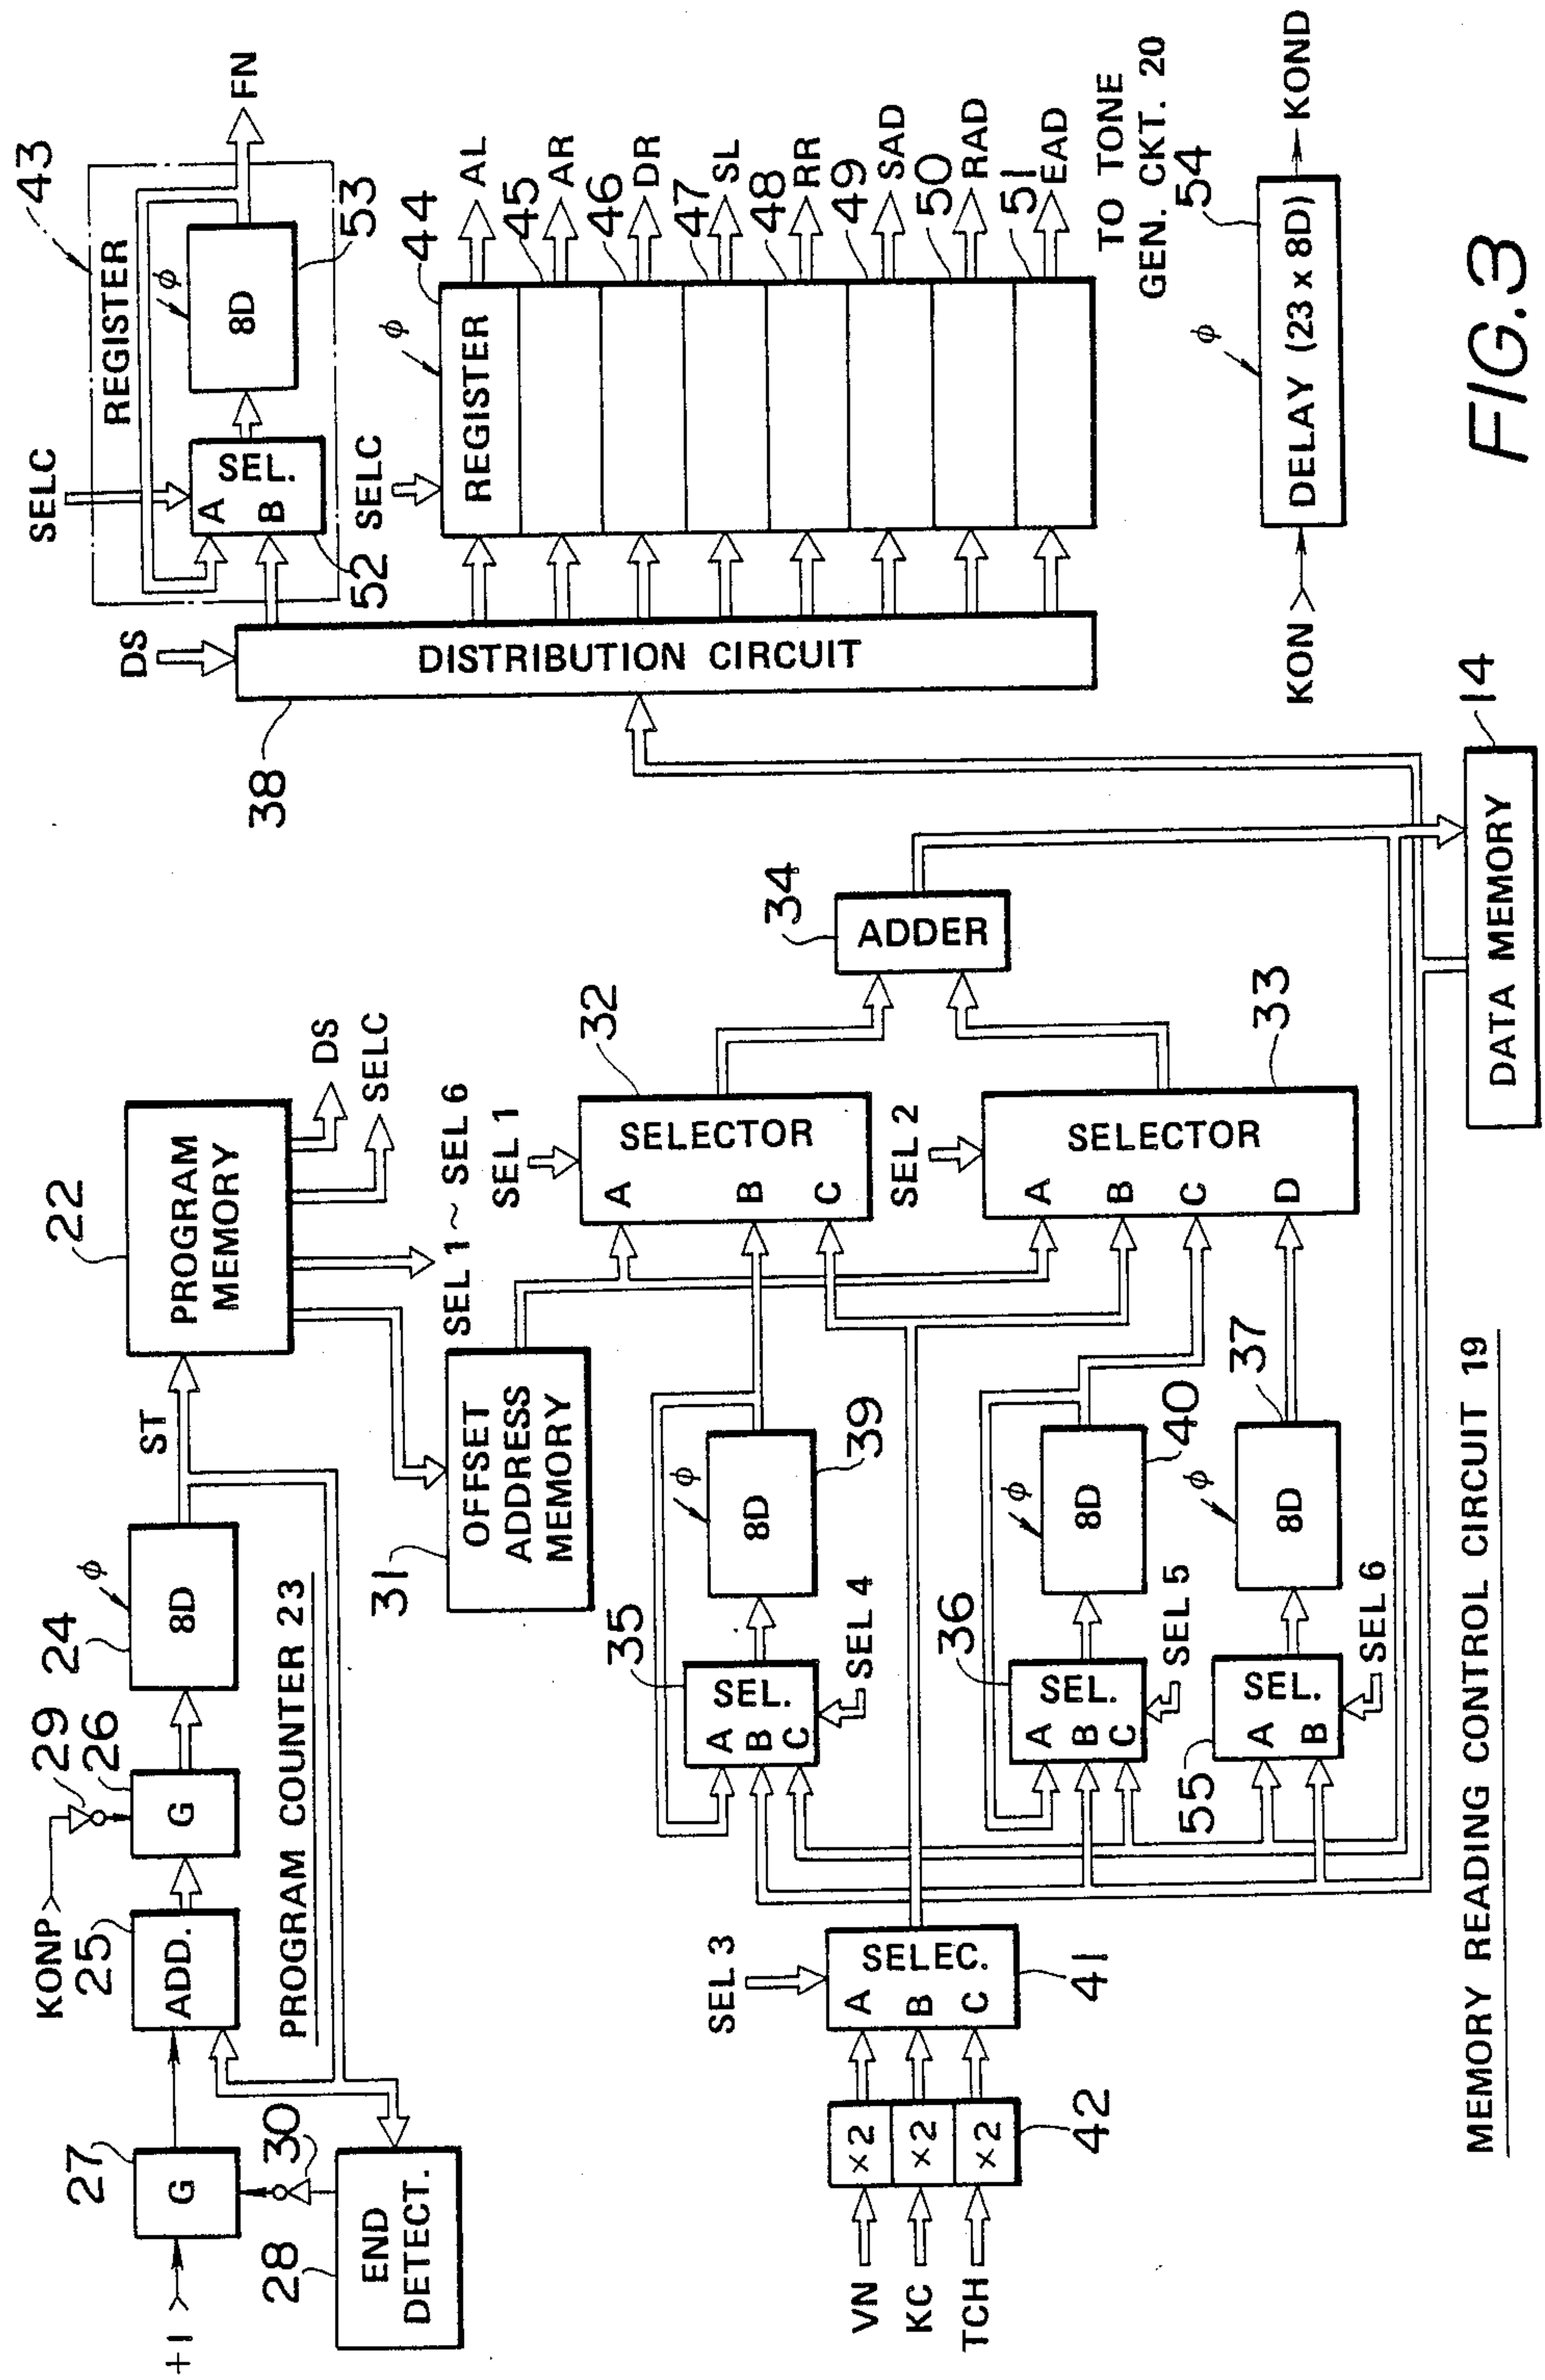 +1
27
G
30
28
END
DETECT.
KONP
29
25
ADD.
26
G
24
8D
φ
ST
PROGRAM COUNTER 23
22
PROGRAM
MEMORY
DS
SELC
SEL 1 ~ SEL 6
31
OFFSET
ADDRESS
MEMORY
VN
KC
TCH
×2
×2
×2
42
SEL 3
SELEC.
A
B
C
41
35
SEL.
A
B
C
SEL 4
φ
8D
39
36
SEL.
A
B
C
SEL 5
φ
8D
40
55
SEL.
A
B
SEL 6
φ
8D
37
SEL 1
32
SELECTOR
A
B
C
SEL 2
33
SELECTOR
A
B
C
D
34
ADDER
14
DATA MEMORY
DS
38
DISTRIBUTION CIRCUIT
43
REGISTER
SELC
SEL.
A
B
52
φ
8D
53
FN
SELC
φ
REGISTER
44
AL
45
AR
46
DR
47
SL
48
RR
49
SAD
50
RAD
51
EAD
TO TONE
GEN. CKT. 20
KON
φ
DELAY (23 x 8D)
54
KOND
MEMORY READING CONTROL CIRCUIT 19
FIG.3